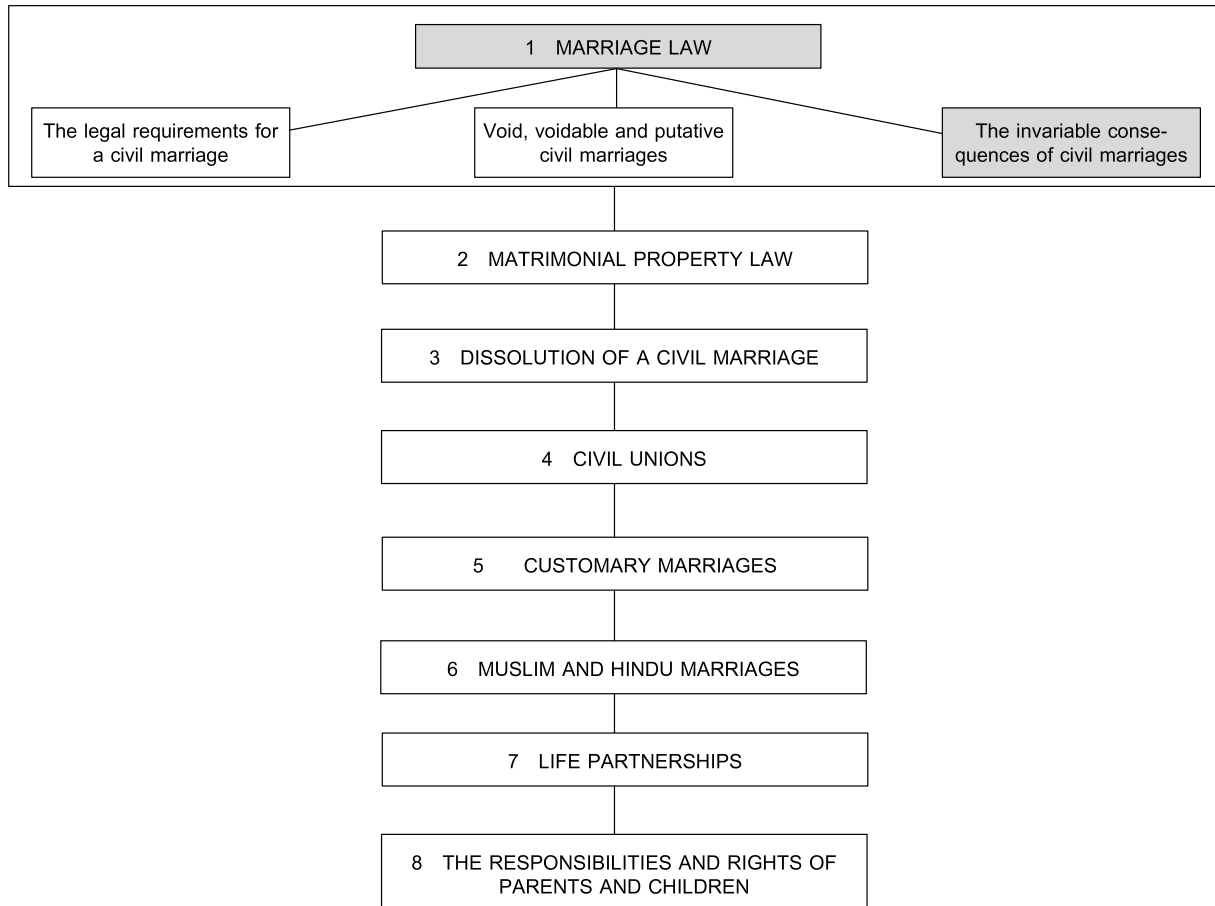 1 MARRIAGE LAW
The legal requirements for
a civil marriage
Void, voidable and putative
civil marriages
The invariable conse-
quences of civil marriages
2 MATRIMONIAL PROPERTY LAW
3 DISSOLUTION OF A CIVIL MARRIAGE
4 CIVIL UNIONS
5 CUSTOMARY MARRIAGES
6 MUSLIM AND HINDU MARRIAGES
7 LIFE PARTNERSHIPS
8 THE RESPONSIBILITIES AND RIGHTS OF
PARENTS AND CHILDREN